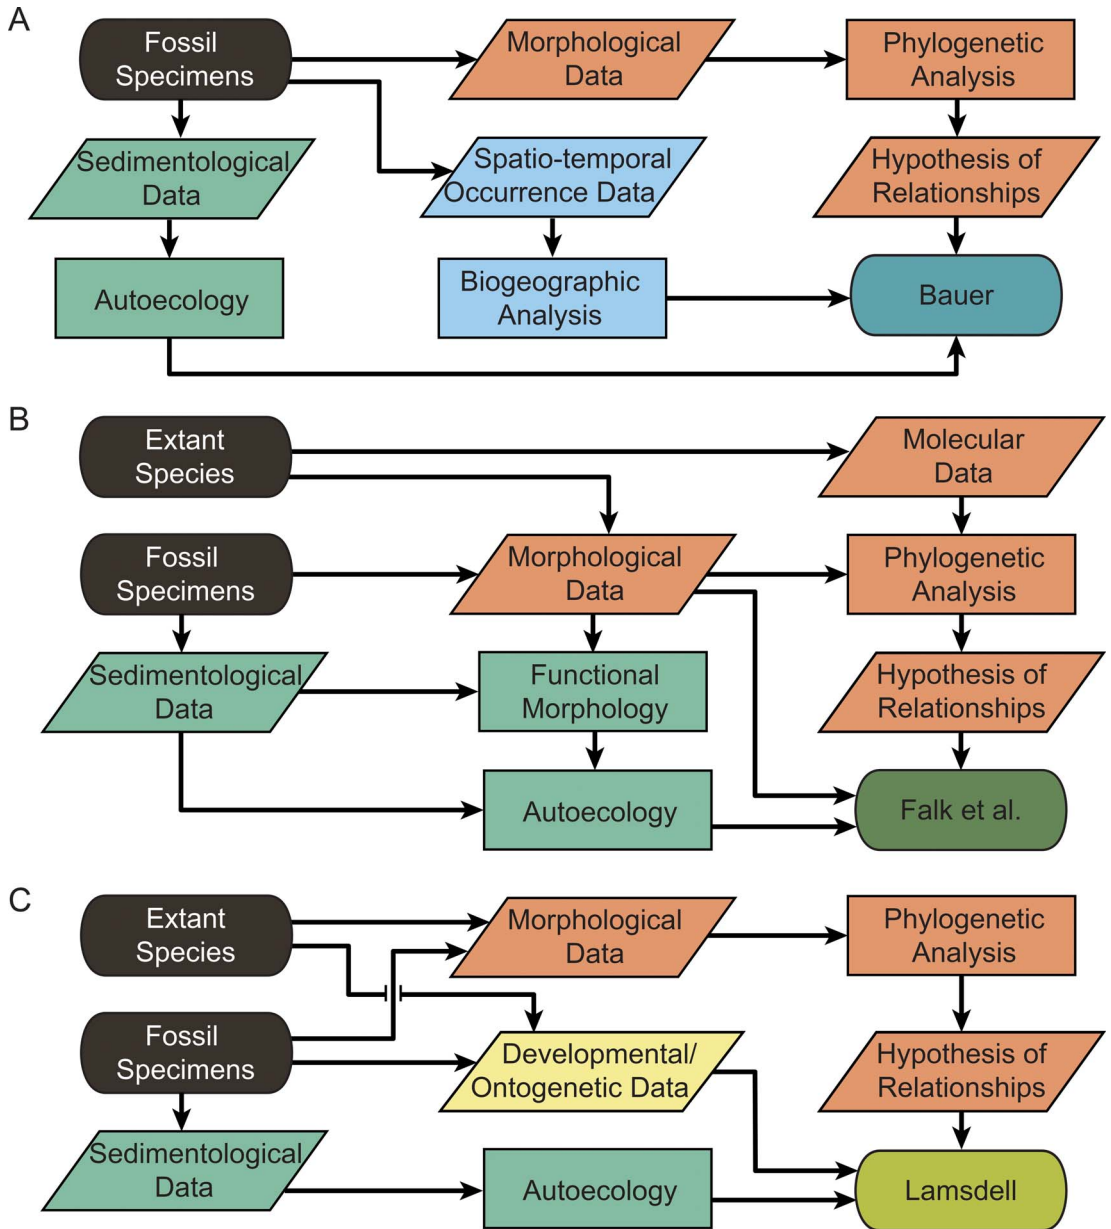 A
Fossil
Specimens
Morphological
Data
Phylogenetic
Analysis
Sedimentological
Data
Spatio-temporal
Occurrence Data
Hypothesis of
Relationships
Autoecology
Biogeographic
Analysis
Bauer
B
Extant
Species
Molecular
Data
Fossil
Specimens
Morphological
Data
Phylogenetic
Analysis
Sedimentological
Data
Functional
Morphology
Hypothesis of
Relationships
Autoecology
Falk et al.
C
Extant
Species
Morphological
Data
Phylogenetic
Analysis
Fossil
Specimens
Developmental/
Ontogenetic Data
Hypothesis of
Relationships
Sedimentological
Data
Autoecology
Lamsdell